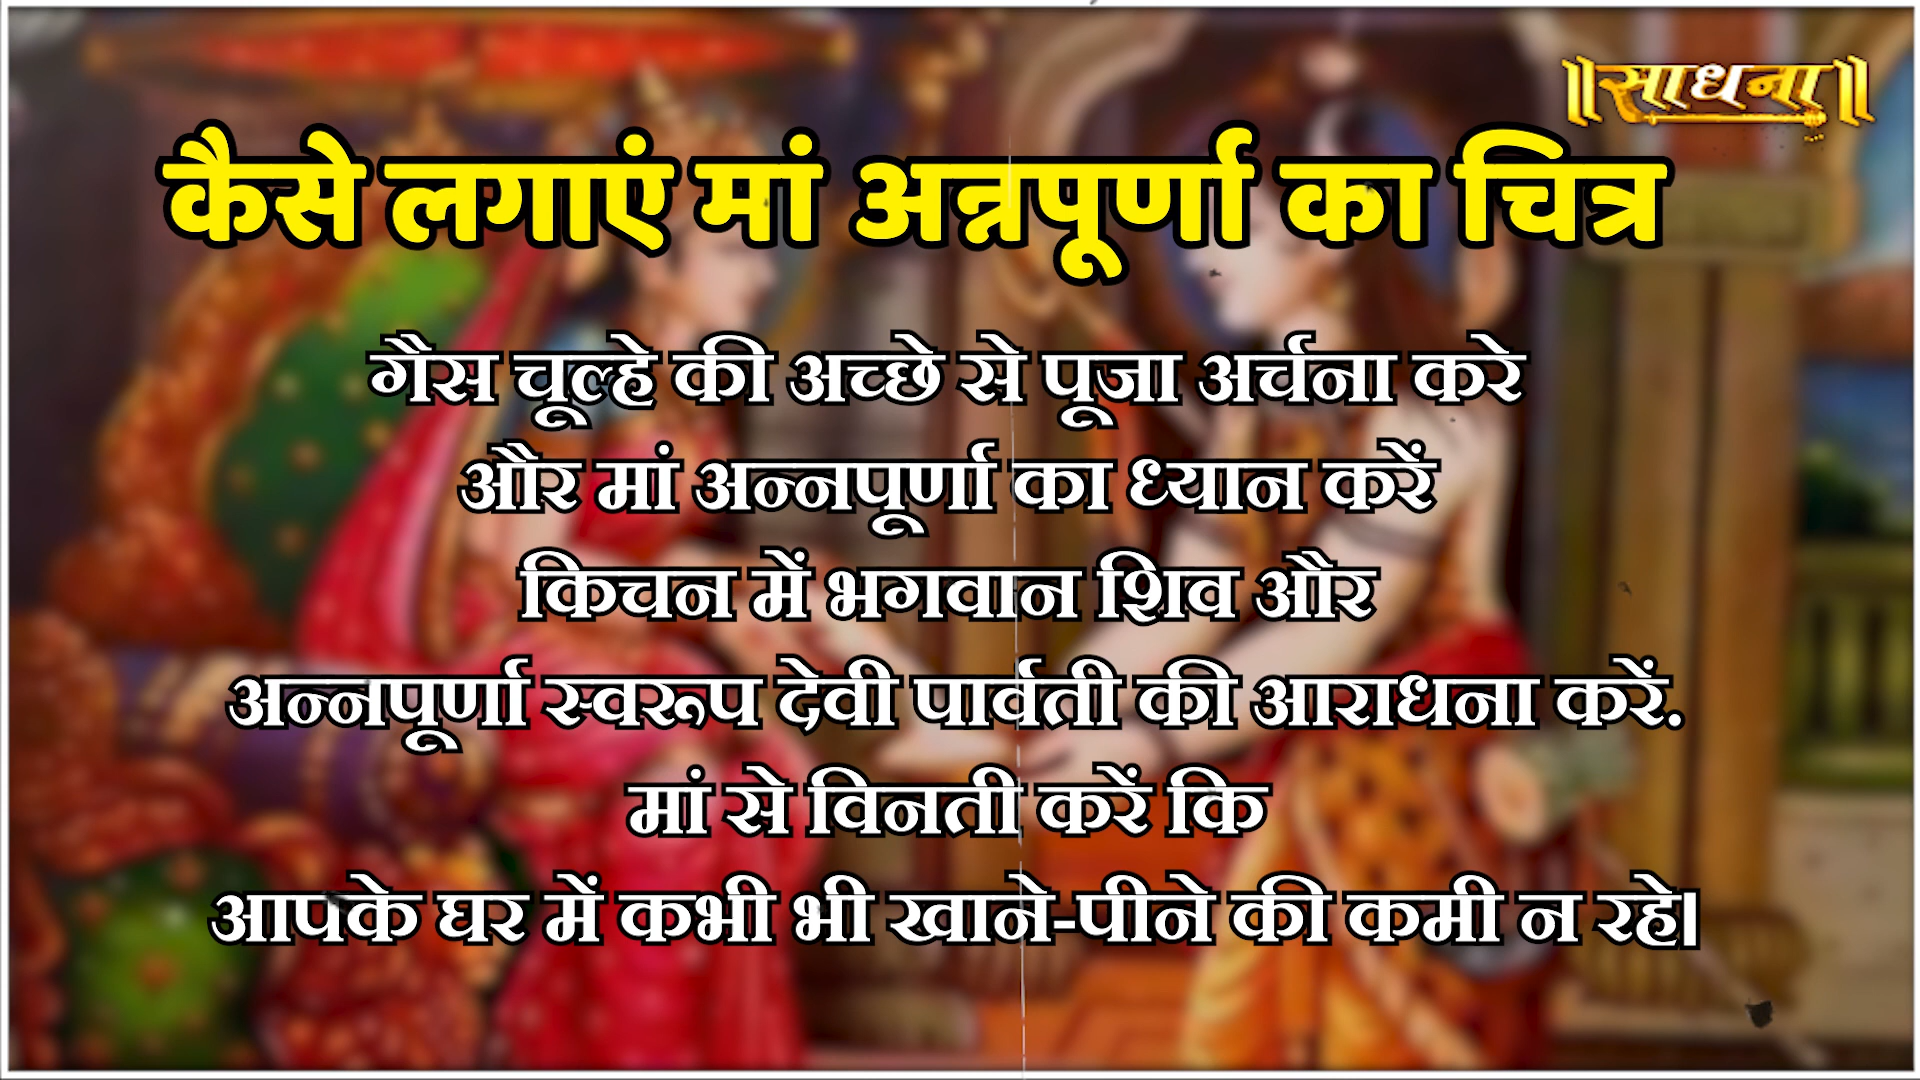 ॥साधना॥
कैसे लगाएं मां अन्नपूर्णा का चित्र
गैस चूल्हे की अच्छे से पूजा अर्चना करे
और मां अन्नपूर्णा का ध्यान करें
किचन में भगवान शिव और
अन्नपूर्णा स्वरूप देवी पार्वती की आराधना करें.
मां से विनती करें कि
आपके घर में कभी भी खाने-पीने की कमी न रहे।